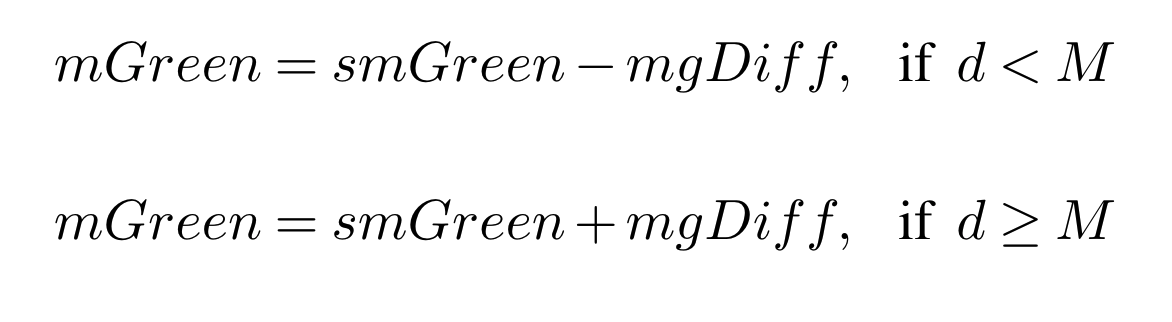 mGreen = smGreen − mgDiff, if d < M
mGreen = smGreen + mgDiff, if d ≥ M